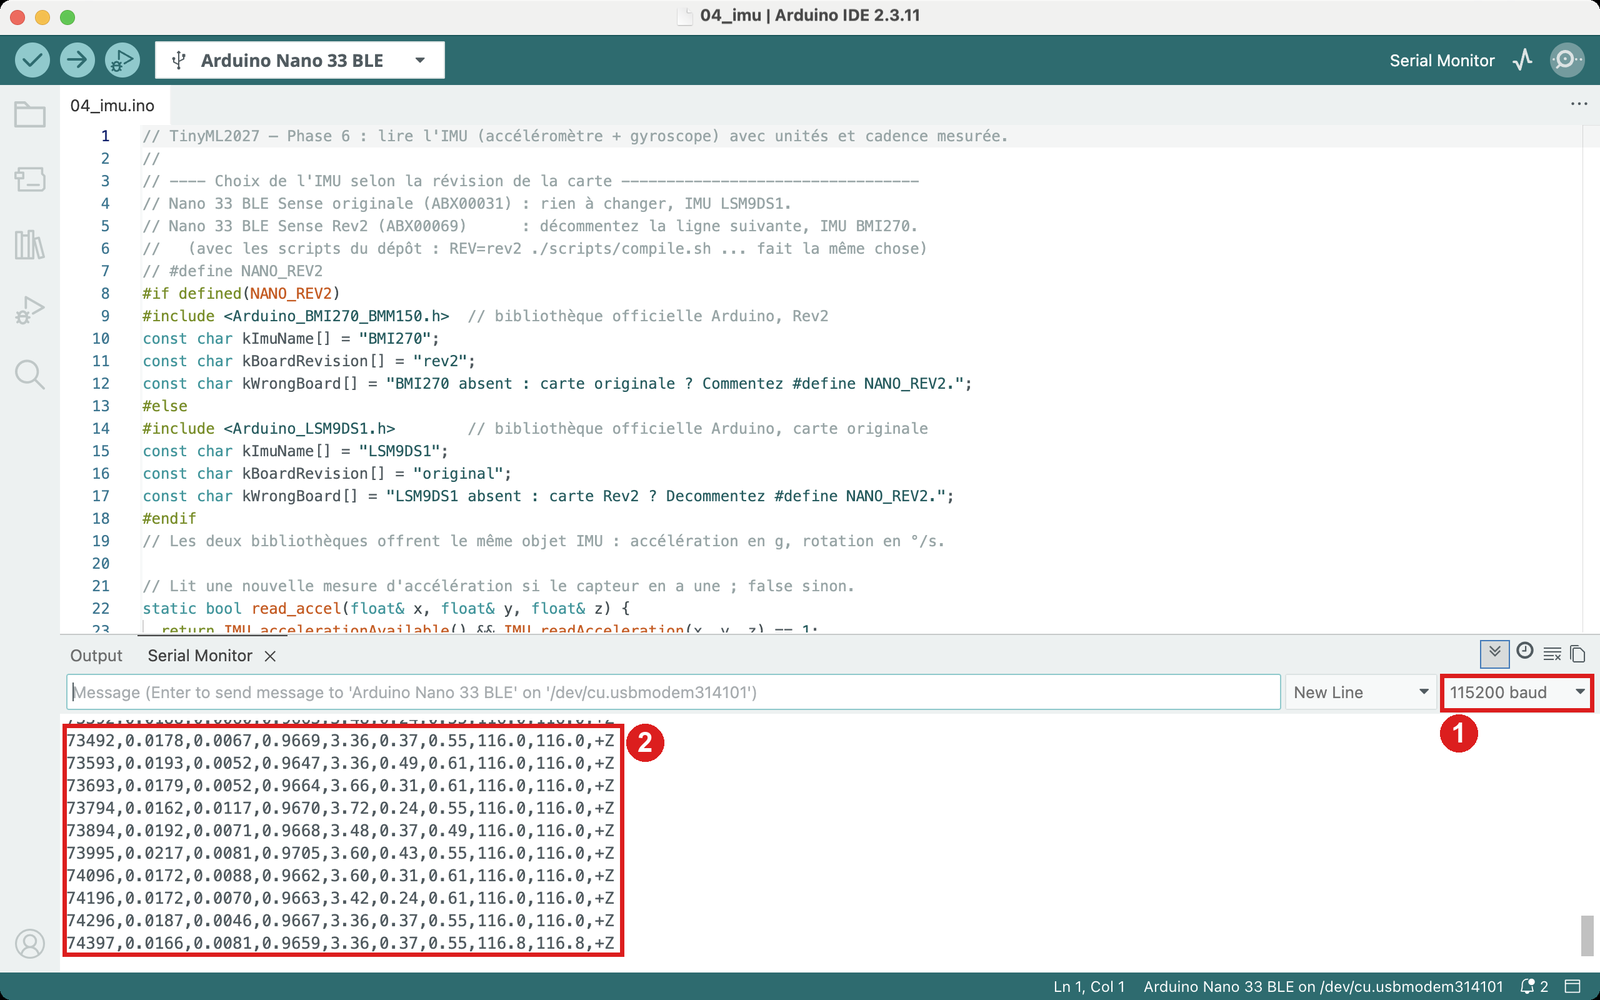 04_imu | Arduino IDE 2.3.11
Arduino Nano 33 BLE
Serial Monitor
04_imu.ino
1 // TinyML2027 — Phase 6 : lire l'IMU (accéléromètre + gyroscope) avec unités et cadence mesurée.
2 //
3 // ---- Choix de l'IMU selon la révision de la carte ---------------------------------
4 // Nano 33 BLE Sense originale (ABX00031) : rien à changer, IMU LSM9DS1.
5 // Nano 33 BLE Sense Rev2 (ABX00069)      : décommentez la ligne suivante, IMU BMI270.
6 //   (avec les scripts du dépôt : REV=rev2 ./scripts/compile.sh ... fait la même chose)
7 // #define NANO_REV2
8 #if defined(NANO_REV2)
9 #include <Arduino_BMI270_BMM150.h>  // bibliothèque officielle Arduino, Rev2
10 const char kImuName[] = "BMI270";
11 const char kBoardRevision[] = "rev2";
12 const char kWrongBoard[] = "BMI270 absent : carte originale ? Commentez #define NANO_REV2.";
13 #else
14 #include <Arduino_LSM9DS1.h>        // bibliothèque officielle Arduino, carte originale
15 const char kImuName[] = "LSM9DS1";
16 const char kBoardRevision[] = "original";
17 const char kWrongBoard[] = "LSM9DS1 absent : carte Rev2 ? Decommentez #define NANO_REV2.";
18 #endif
19 // Les deux bibliothèques offrent le même objet IMU : accélération en g, rotation en °/s.
20
21 // Lit une nouvelle mesure d'accélération si le capteur en a une ; false sinon.
22 static bool read_accel(float& x, float& y, float& z) {
23 return IMU.accelerationAvailable() && IMU.readAcceleration(x, y, z) == 1;
Output Serial Monitor
Message (Enter to send message to 'Arduino Nano 33 BLE' on '/dev/cu.usbmodem314101')
New Line
115200 baud
1
2
73492,0.0178,0.0067,0.9669,3.36,0.37,0.55,116.0,116.0,+Z
73593,0.0193,0.0052,0.9647,3.36,0.49,0.61,116.0,116.0,+Z
73693,0.0179,0.0052,0.9664,3.66,0.31,0.61,116.0,116.0,+Z
73794,0.0162,0.0117,0.9670,3.72,0.24,0.55,116.0,116.0,+Z
73894,0.0192,0.0071,0.9668,3.48,0.37,0.49,116.0,116.0,+Z
73995,0.0217,0.0081,0.9705,3.60,0.43,0.55,116.0,116.0,+Z
74096,0.0172,0.0088,0.9662,3.60,0.31,0.61,116.0,116.0,+Z
74196,0.0172,0.0070,0.9663,3.42,0.24,0.61,116.0,116.0,+Z
74296,0.0187,0.0046,0.9667,3.36,0.37,0.55,116.0,116.0,+Z
74397,0.0166,0.0081,0.9659,3.36,0.37,0.55,116.8,116.8,+Z
Ln 1, Col 1 Arduino Nano 33 BLE on /dev/cu.usbmodem314101 2